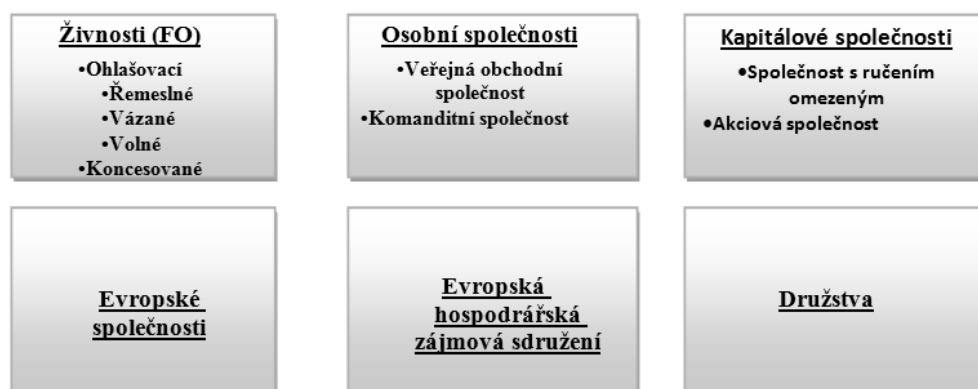 Živnosti (FO)
•Ohlašovací
•Řemeslné
•Vázané
•Volné
•Koncesované
Osobní společnosti
•Veřejná obchodní
společnost
•Komanditní společnost
Kapitálové společnosti
•Společnost s ručením
omezeným
•Akciová společnost
Evropské
společnosti
Evropská
hospodrářská
zájmová sdružení
Družstva